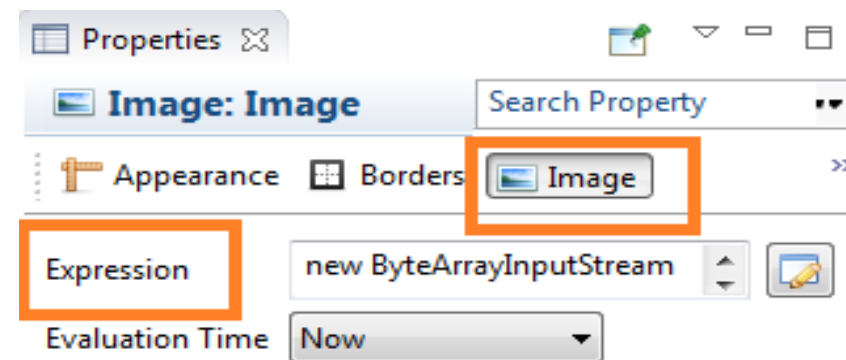 Properties
Image: Image Search Property
Appearance Borders Image
Expression new ByteArrayInputStream
Evaluation Time Now